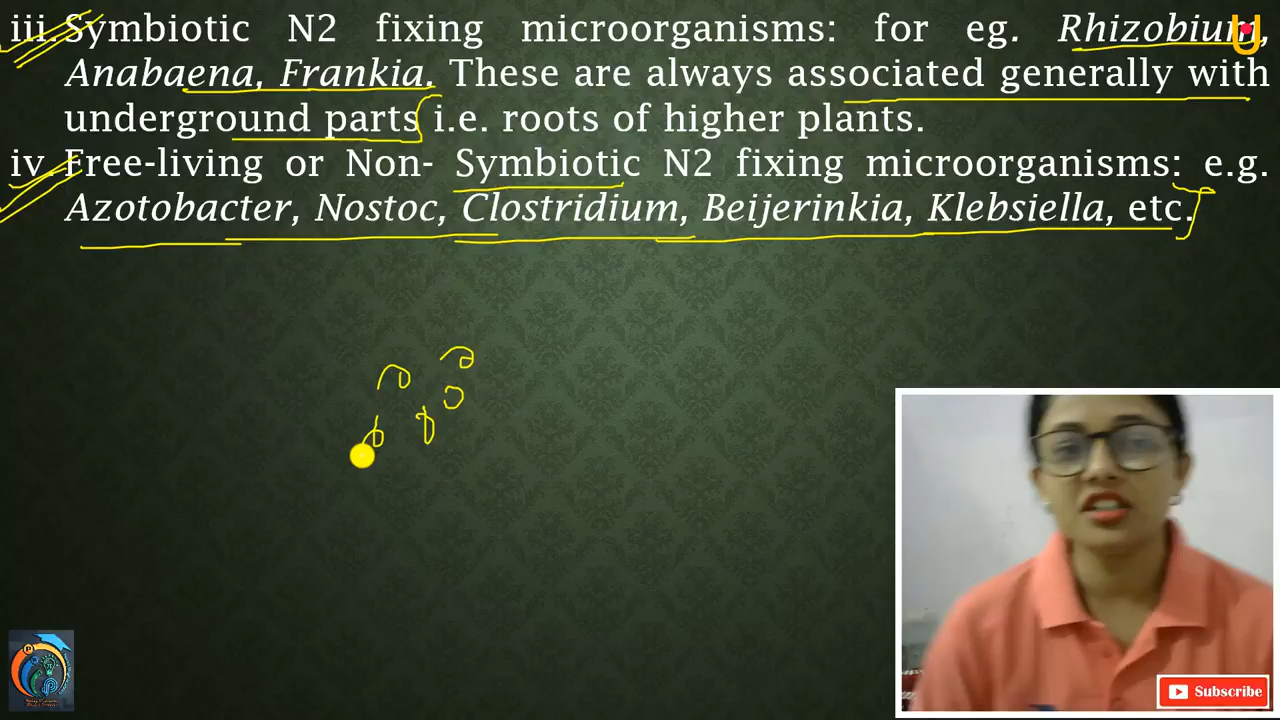 iii. Symbiotic N2 fixing microorganisms: for eg. Rhizobium,
Anabaena, Frankia. These are always associated generally with
underground parts i.e. roots of higher plants.
iv. Free-living or Non- Symbiotic N2 fixing microorganisms: e.g.
Azotobacter, Nostoc, Clostridium, Beijerinkia, Klebsiella, etc.
Subscribe